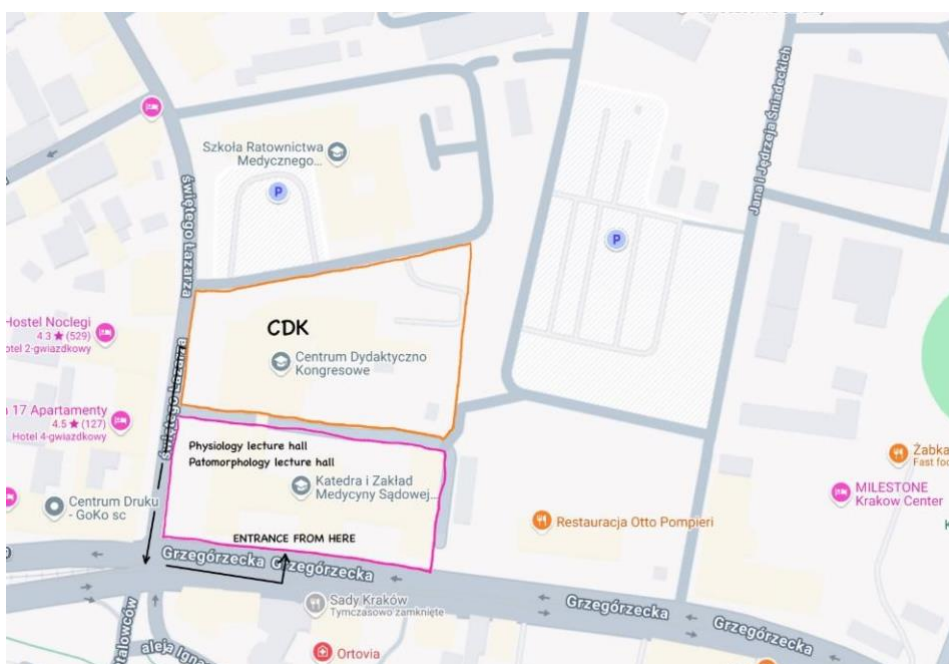 Szkoła Ratownictwa
Medycznego...
P
P
świętego Łazarza
Jana i Jędrzeja Śniadeckich
Hostel Noclegi
4.3 ★ (529)
otel 2-gwiazdkowy
CDK
Centrum Dydaktyczno
Kongresowe
świętego Łazarza
17 Apartamenty
4.5 ★ (127)
Hotel 4-gwiazdkowy
Physiology lecture hall
Patomorphology lecture hall
Katedra i Zakład
Medycyny Sądowej...
Centrum Druku
- GoKo sc
ENTRANCE FROM HERE
Żabka
Fast foo
MILESTONE
Krakow Center
Restauracja Otto Pompieri
Grzegórzecka Grzegórzecka
Grzegórzecka
Grzegórzecka
Sady Kraków
Tymczasowo zamknięte
talowców
aleja Igna
Ortovia